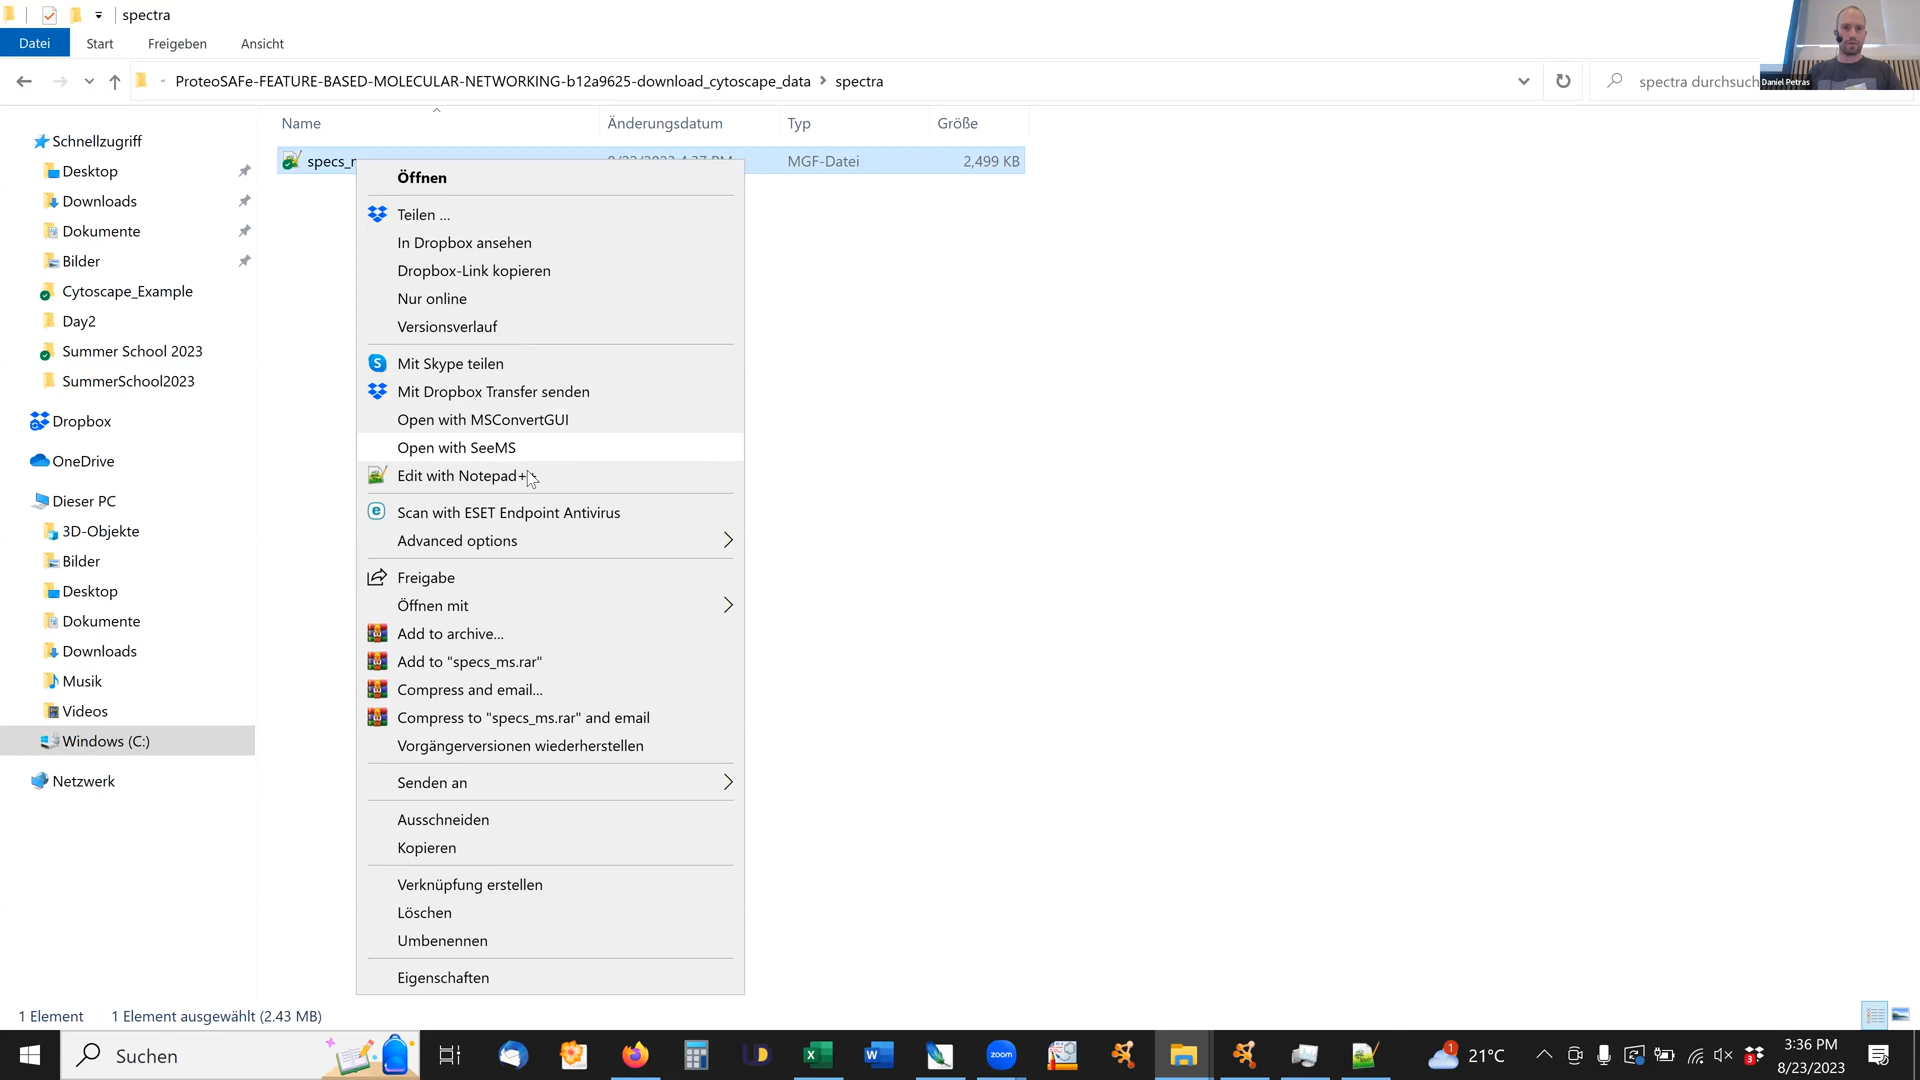 spectra
Datei Start Freigeben Ansicht
ProteoSAFe-FEATURE-BASED-MOLECULAR-NETWORKING-b12a9625-download_cytoscape_data spectra
spectra durchsuch
Daniel Petras
Name Änderungsdatum Typ Größe
specs_ MGF-Datei 2,499 KB
Schnellzugriff
Desktop
Downloads
Dokumente
Bilder
Cytoscape_Example
Day2
Summer School 2023
SummerSchool2023
Dropbox
OneDrive
Dieser PC
3D-Objekte
Bilder
Desktop
Dokumente
Downloads
Musik
Videos
Windows (C:)
Netzwerk
Öffnen
Teilen ...
In Dropbox ansehen
Dropbox-Link kopieren
Nur online
Versionsverlauf
Mit Skype teilen
Mit Dropbox Transfer senden
Open with MSConvertGUI
Open with SeeMS
Edit with Notepad+
Scan with ESET Endpoint Antivirus
Advanced options
Freigabe
Öffnen mit
Add to archive...
Add to "specs_ms.rar"
Compress and email...
Compress to "specs_ms.rar" and email
Vorgängerversionen wiederherstellen
Senden an
Ausschneiden
Kopieren
Verknüpfung erstellen
Löschen
Umbenennen
Eigenschaften
1 Element 1 Element ausgewählt (2.43 MB)
Suchen
zoom
1
21°C
3
3:36 PM
8/23/2023